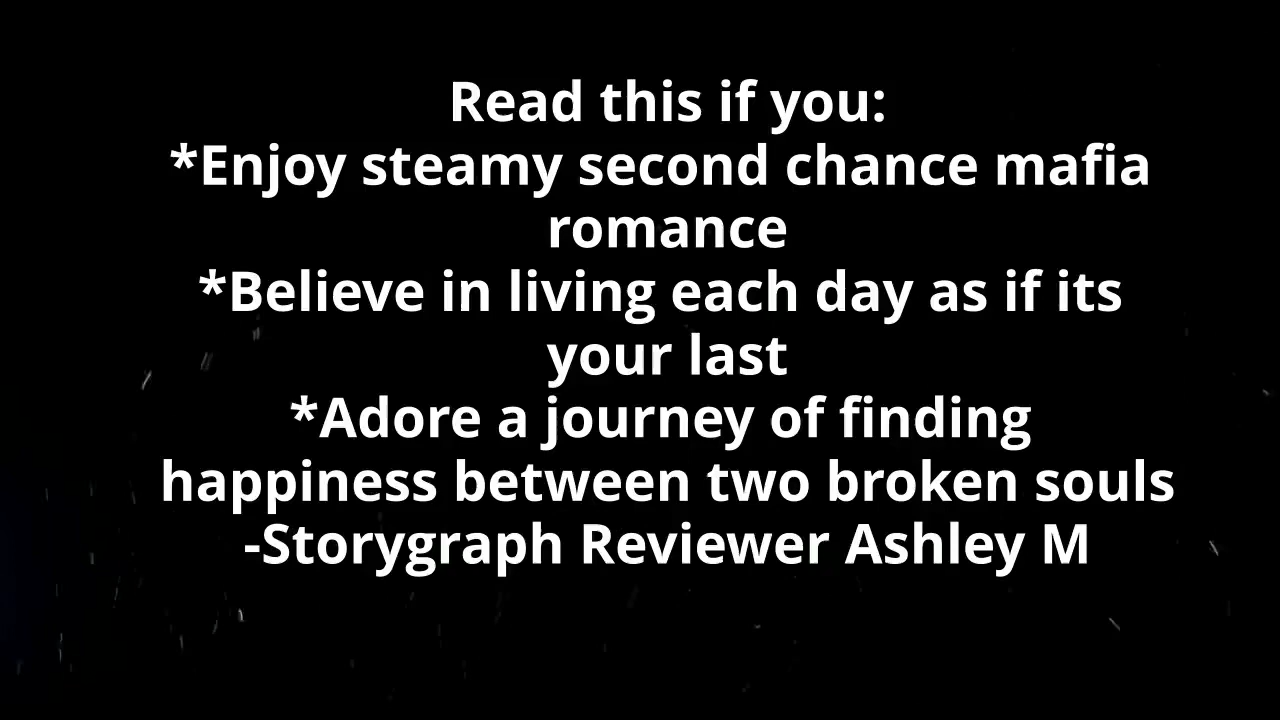 Read this if you:
*Enjoy steamy second chance mafia
romance
*Believe in living each day as if its
your last
*Adore a journey of finding
happiness between two broken souls
-Storygraph Reviewer Ashley M